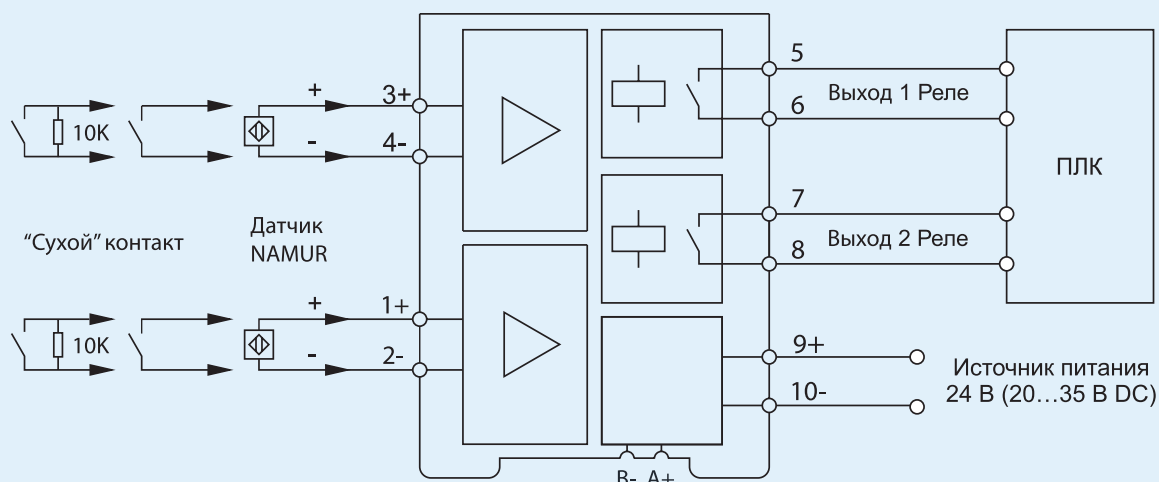 5
+
3+
Выход 1 Реле
10K
6
-
4-
ПЛК
7
"Сухой" контакт
Датчик
NAMUR
Выход 2 Реле
8
+
1+
10K
9+
-
2-
Источник питания
24 В (20...35 В DC)
10-
B- A+